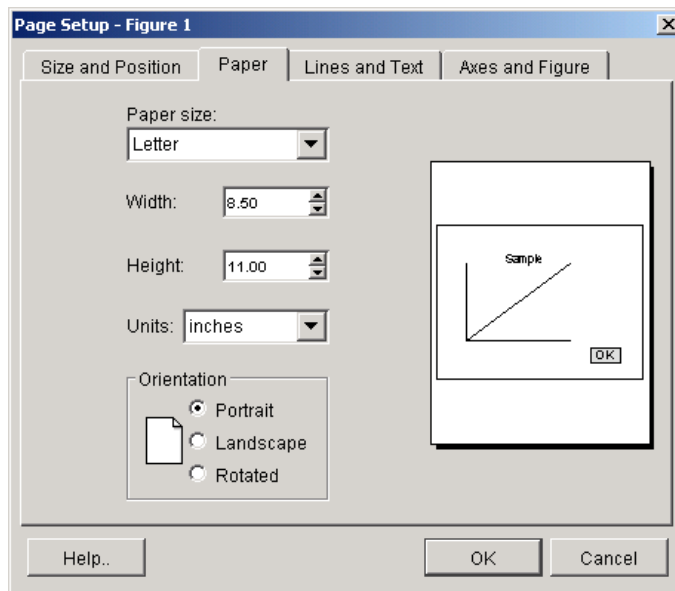 Page Setup - Figure 1
Size and Position Paper Lines and Text Axes and Figure
Paper size:
Letter
Width: 8.50
Height: 11.00
Units: inches
Orientation
Portrait
Landscape
Rotated
Sample
OK
Help.. OK Cancel